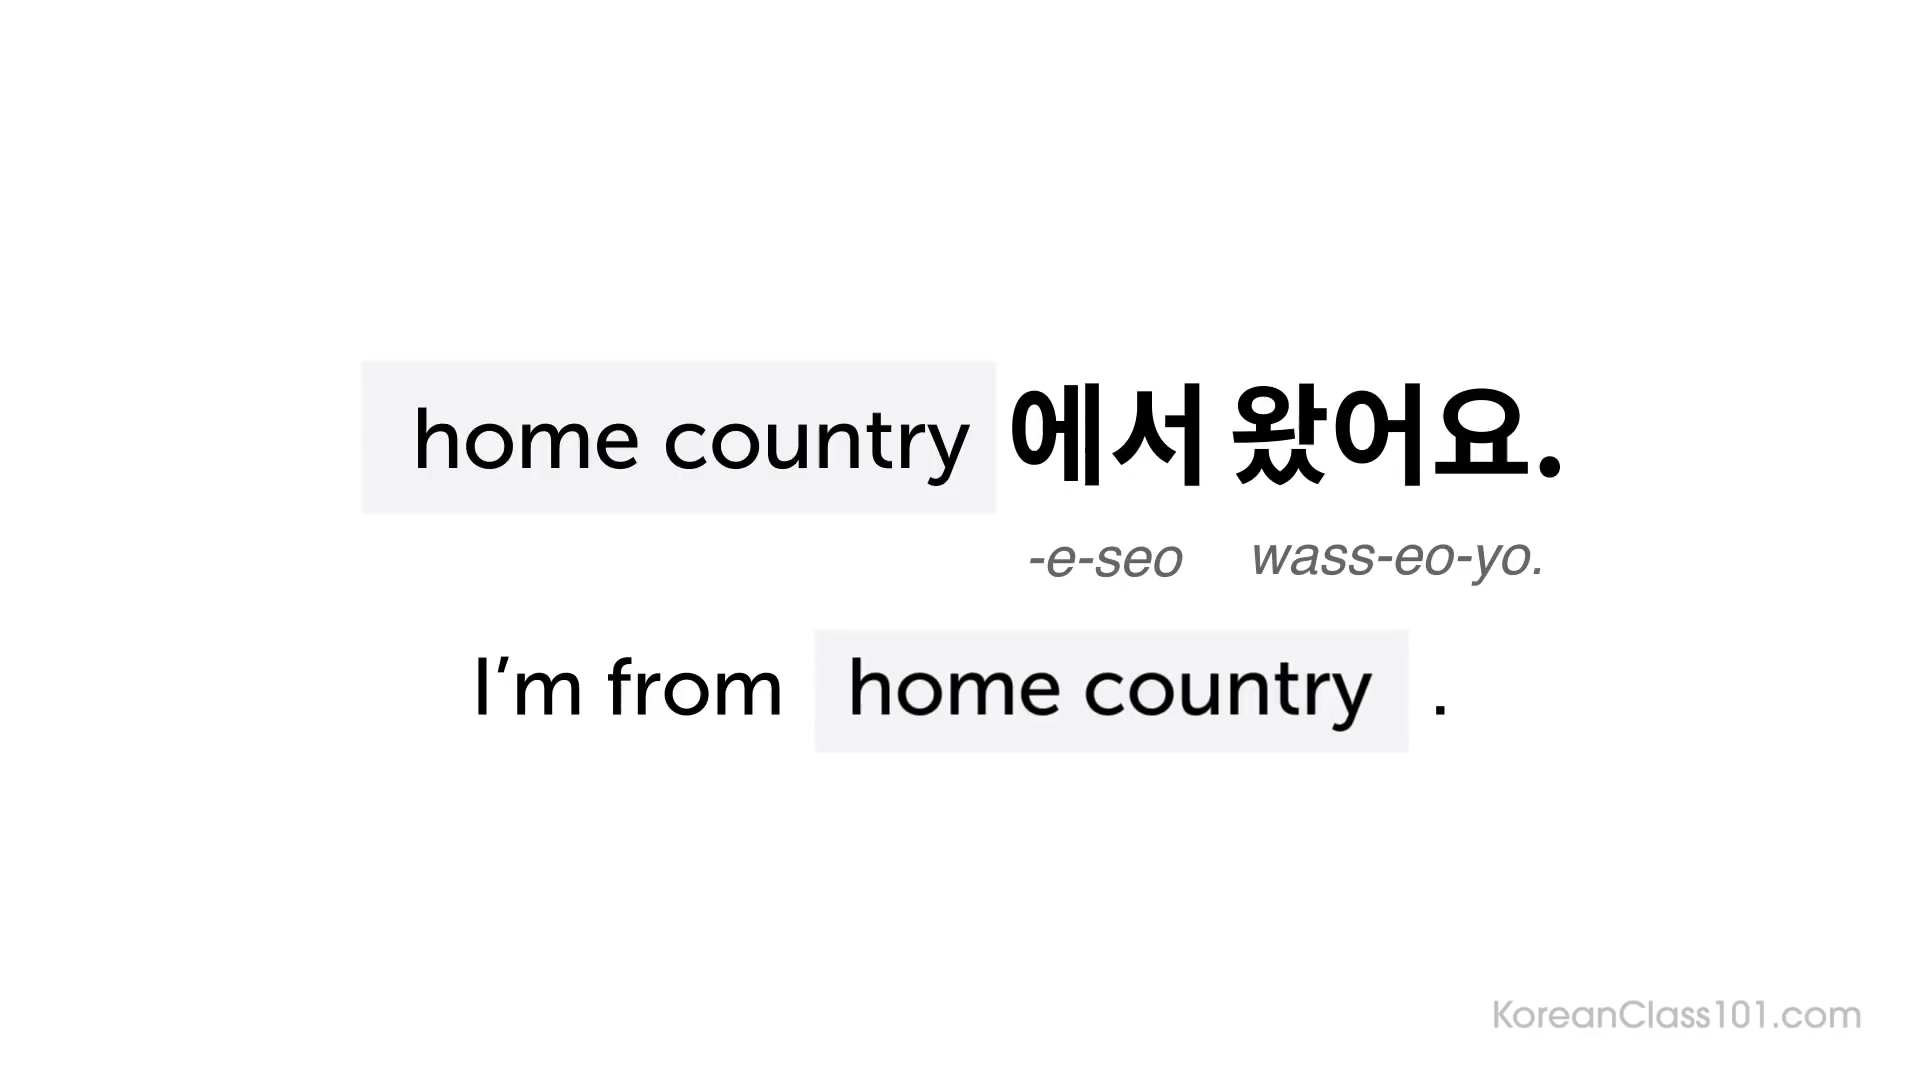 home country 에서 왔어요.
-e-seo wass-eo-yo.
I’m from home country .
KoreanClass101.com